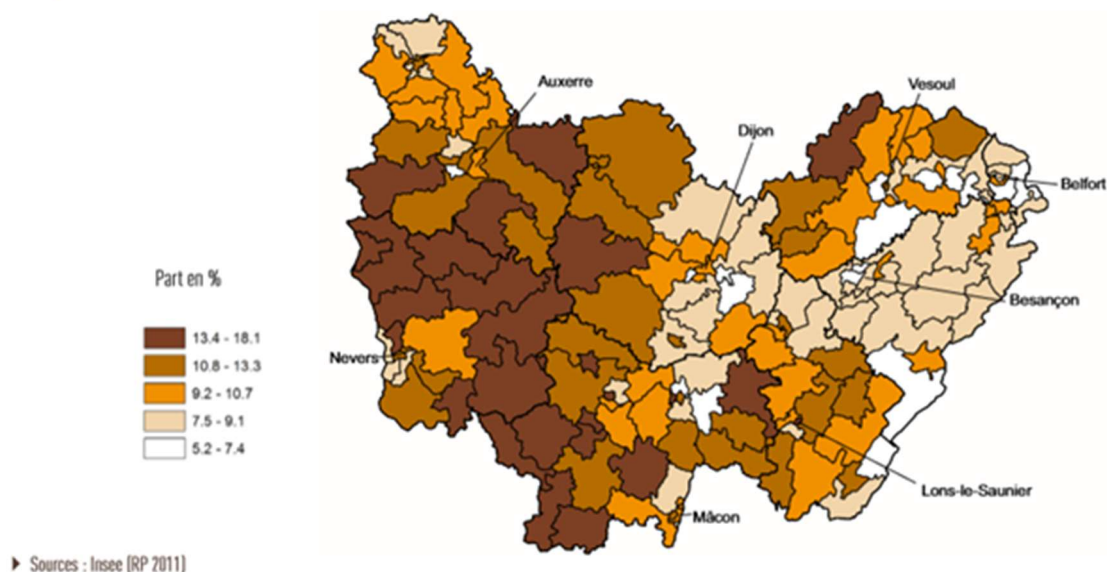 Auxerre
Vesoul
Dijon
Belfort
Part en %
Besançon
13.4 - 18.1
10.8 - 13.3
Nevers
9.2 - 10.7
7.5 - 9.1
5.2 - 7.4
Lons-le-Saunier
Mâcon
Sources : Insee (RP 2011)